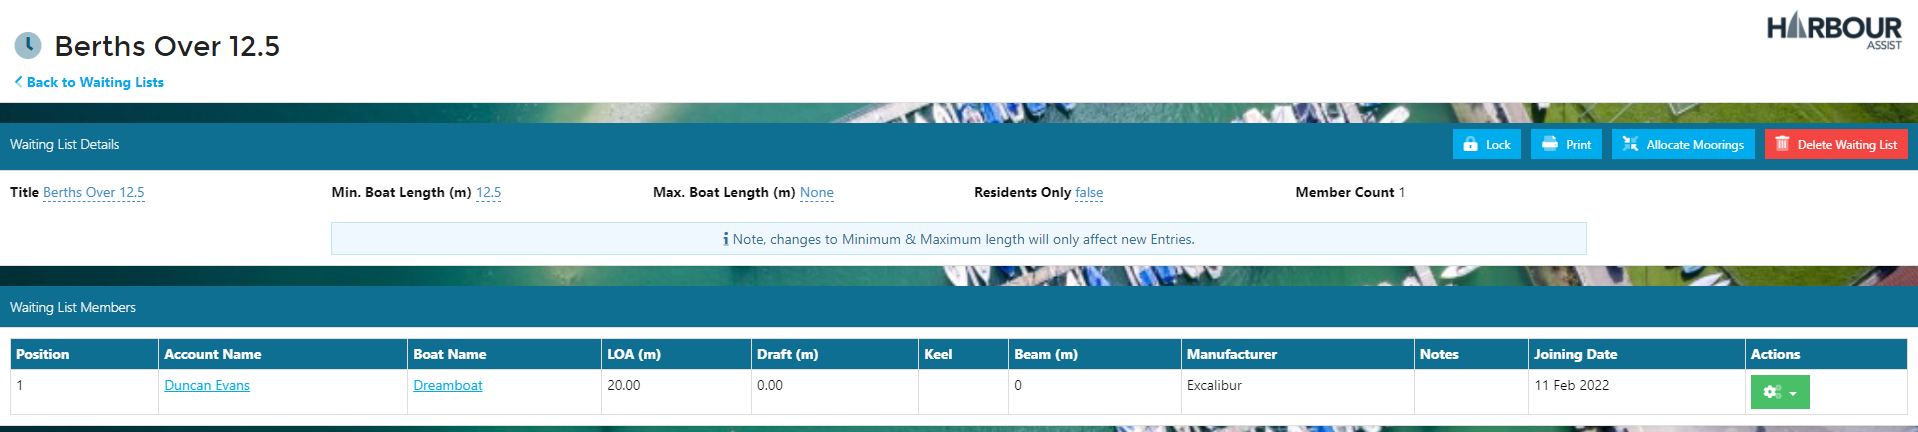 Berths Over 12.5
HARBOUR
ASSIST
Back to Waiting Lists
Waiting List Details
Lock
Print
Allocate Moorings
Delete Waiting List
Title Berths Over 12.5
Min. Boat Length (m) 12.5
Max. Boat Length (m) None
Residents Only false
Member Count 1
Note, changes to Minimum & Maximum length will only affect new Entries.
Waiting List Members
Position Account Name Boat Name LOA (m) Draft (m) Keel Beam (m) Manufacturer Notes Joining Date Actions
1 Duncan Evans Dreamboat 20.00 0.00 0 Excalibur 11 Feb 2022